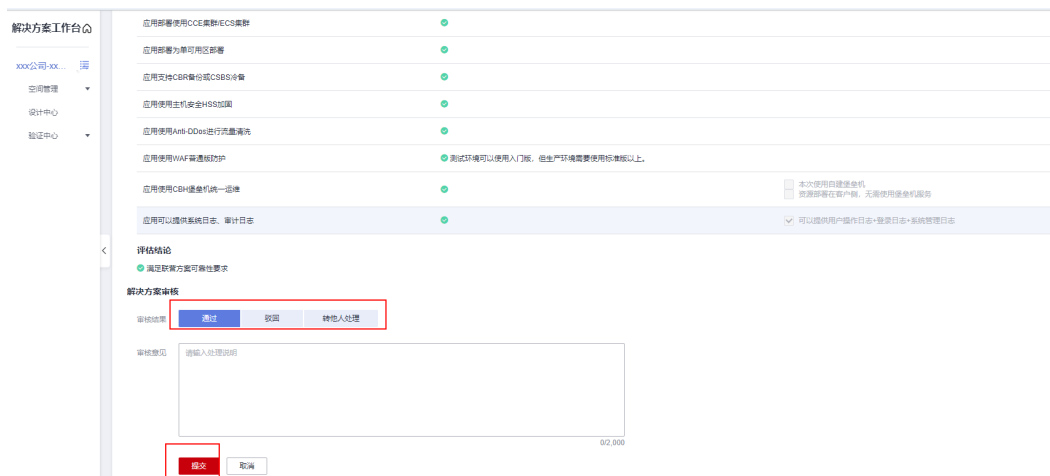 解决方案工作台
xxx公司-xx...
空间管理
设计中心
验证中心
应用部署使用CCE集群/ECS集群
应用部署为单可用区部署
应用支持CBR备份或CSBS冷备
应用使用主机安全HSS加固
应用使用Anti-DDos进行流量清洗
应用使用WAF普通版防护
测试环境可以使用入门版，但生产环境需要使用标准版以上。
应用使用CBH堡垒机统一运维
本次使用自建堡垒机
资源部署在客户侧，无需使用堡垒机服务
应用可以提供系统日志、审计日志
可以提供用户操作日志+登录日志+系统管理日志
评估结论
满足联营方案可靠性要求
解决方案审核
审核结果 通过 驳回 转他人处理
审核意见 请输入处理说明
0/2,000
提交 取消